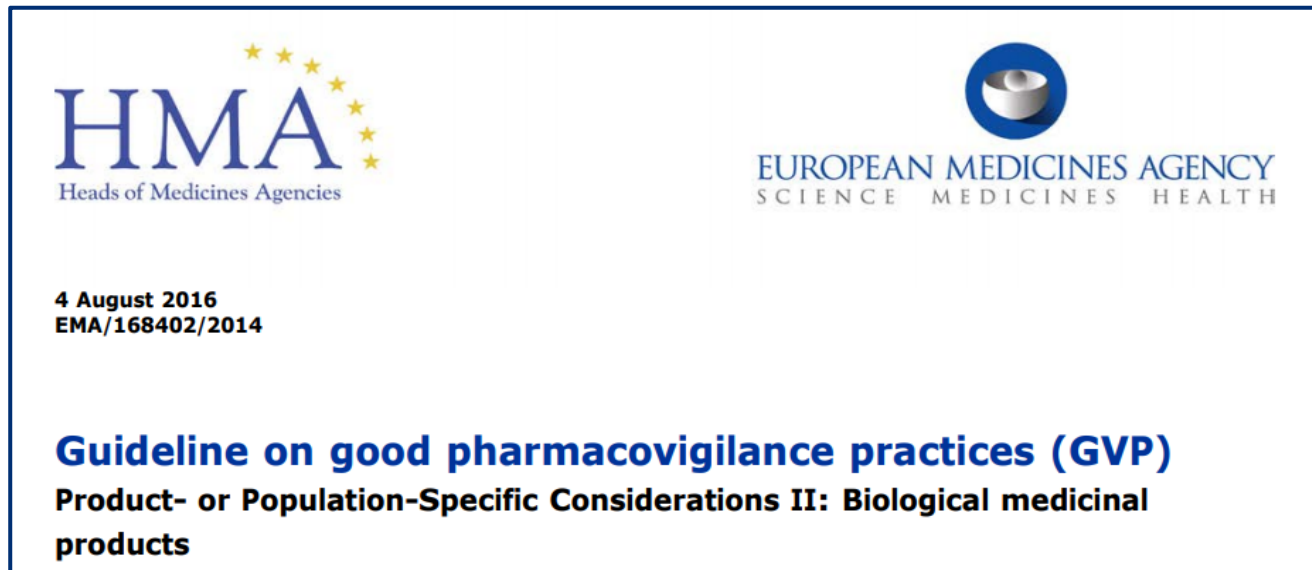 HMA
Heads of Medicines Agencies
EUROPEAN MEDICINES AGENCY
SCIENCE MEDICINES HEALTH
4 August 2016
EMA/168402/2014
Guideline on good pharmacovigilance practices (GVP)
Product- or Population-Specific Considerations II: Biological medicinal
products